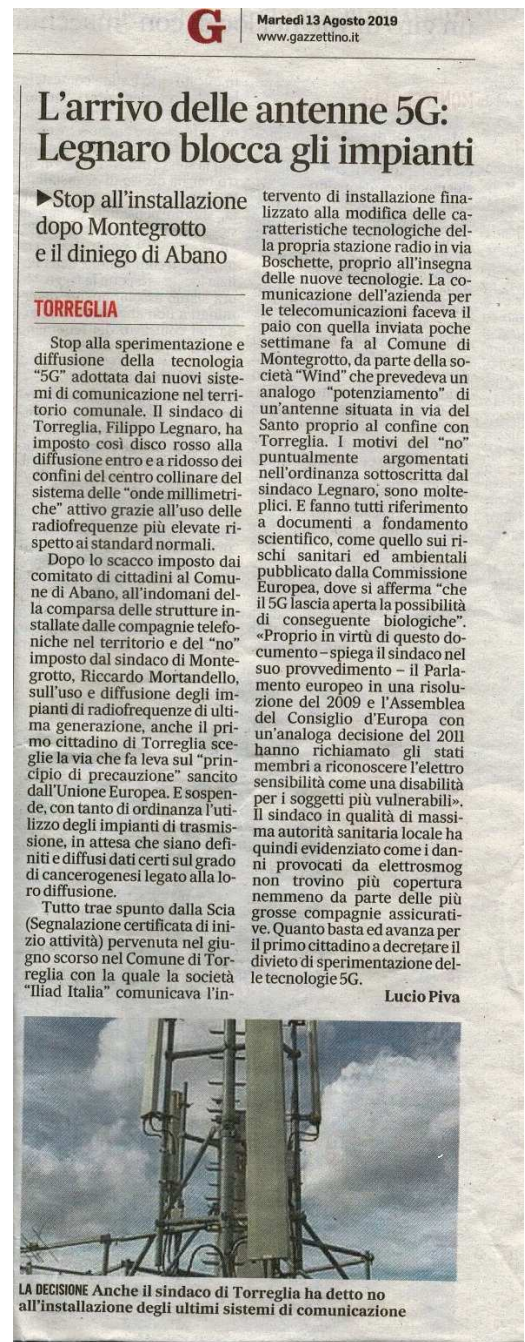 G
Martedì 13 Agosto 2019
www.gazzettino.it
L'arrivo delle antenne 5G:
Legnaro blocca gli impianti
▶Stop all'installazione
dopo Montegrotto
e il diniego di Abano
TORREGLIA
Stop alla sperimentazione e
diffusione della tecnologia
“5G” adottata dai nuovi siste-
mi di comunicazione nel terri-
torio comunale. Il sindaco di
Torreglia, Filippo Legnaro, ha
imposto così disco rosso alla
diffusione entro e a ridosso dei
confini del centro collinare del
sistema delle “onde millimetri-
che” attivo grazie all'uso delle
radiofrequenze più elevate ri-
spetto ai standard normali.
Dopo lo scacco imposto dai
comitato di cittadini al Comu-
ne di Abano, all'indomani del-
la comparsa delle strutture in-
stallate dalle compagnie telefo-
niche nel territorio e del “no”
imposto dal sindaco di Monte-
grotto, Riccardo Mortandello,
sull'uso e diffusione degli im-
pianti di radiofrequenze di ulti-
ma generazione, anche il pri-
mo cittadino di Torreglia sce-
glie la via che fa leva sul “prin-
cipio di precauzione” sancito
dall'Unione Europea. E sospen-
de, con tanto di ordinanza l'uti-
lizzo degli impianti di trasmis-
sione, in attesa che siano defi-
niti e diffusi dati certi sul grado
di cancerogenesi legato alla lo-
ro diffusione.
Tutto trae spunto dalla Scia
(Segnalazione certificata di ini-
zio attività) pervenuta nel giu-
gno scorso nel Comune di Tor-
reglia con la quale la società
“Iliad Italia” comunicava l'in-
tervento di installazione fina-
lizzato alla modifica delle ca-
ratteristiche tecnologiche del-
la propria stazione radio in via
Boschette, proprio all'insegna
delle nuove tecnologie. La co-
municazione dell'azienda per
le telecomunicazioni faceva il
paio con quella inviata poche
settimane fa al Comune di
Montegrotto, da parte della so-
cietà “Wind” che prevedeva un
analogo “potenziamento” di
un'antenne situata in via del
Santo proprio al confine con
Torreglia. I motivi del “no”
puntualmente argomentati
nell'ordinanza sottoscritta dal
sindaco Legnaro, sono molte-
plici. E fanno tutti riferimento
a documenti a fondamento
scientifico, come quello sui ri-
schi sanitari ed ambientali
pubblicato dalla Commissione
Europea, dove si afferma “che
il 5G lascia aperta la possibilità
di conseguente biologiche”.
«Proprio in virtù di questo do-
cumento – spiega il sindaco nel
suo provvedimento – il Parla-
mento europeo in una risolu-
zione del 2009 e l'Assemblea
del Consiglio d'Europa con
un'analoga decisione del 2011
hanno richiamato gli stati
membri a riconoscere l'elettro
sensibilità come una disabilità
per i soggetti più vulnerabili».
Il sindaco in qualità di massi-
ma autorità sanitaria locale ha
quindi evidenziato come i dan-
ni provocati da elettrosmog
non trovino più copertura
nemmeno da parte delle più
grosse compagnie assicurati-
ve. Quanto basta ed avanza per
il primo cittadino a decretare il
divieto di sperimentazione del-
le tecnologie 5G.
Lucio Piva
LA DECISIONE Anche il sindaco di Torreglia ha detto no
all'installazione degli ultimi sistemi di comunicazione